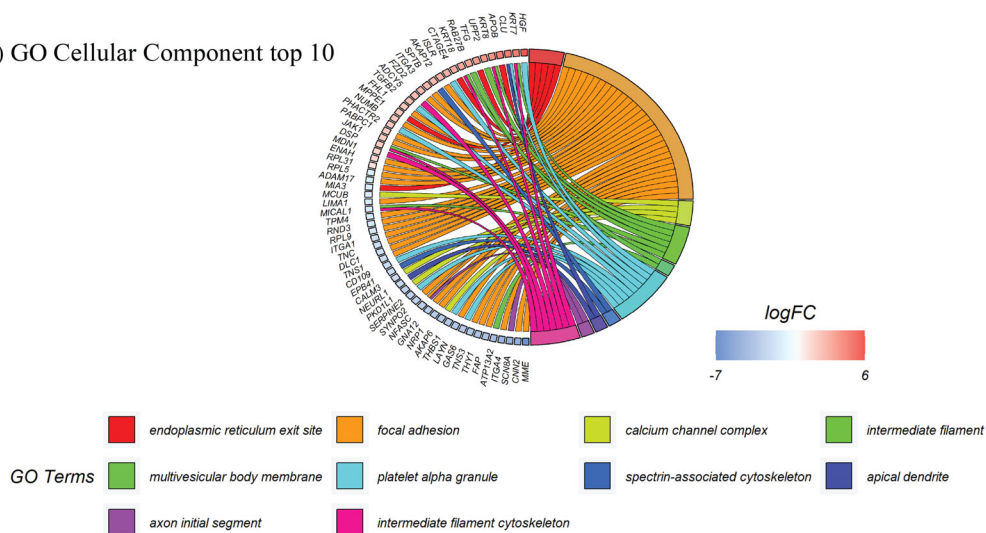 ) GO Cellular Component top 10
HGF
KRT7
CLU
APOB
KRT8
UPP2
TFG
RAB27B
KRT18
CTAGE4
ISLR
AKAP12
SPTB
ITGA3
FZD2
ADCY5
TGFB2
FHL1
MPPE1
NUMB
PHACTR2
PABPC1
JAK1
DSP
MDN1
ENAH
RPL31
RPL5
ADAM17
MIA3
MCUB
LIMA1
MICAL1
TPM4
RND3
RPL9
ITGA1
TNC
DLC1
TNS1
CD109
EPB41
CALM3
NEURL1
PKD1L1
SERPINE2
SYNPO2
NFASC
GNA12
NRP1
AKAP6
THBS1
LAYN
GAS6
TNS3
THY1
FAP
ATP13A2
ITGA4
SCN8A
CNN2
MME
logFC
-7 6
endoplasmic reticulum exit site focal adhesion calcium channel complex intermediate filament
GO Terms multivesicular body membrane platelet alpha granule spectrin-associated cytoskeleton apical dendrite
axon initial segment intermediate filament cytoskeleton